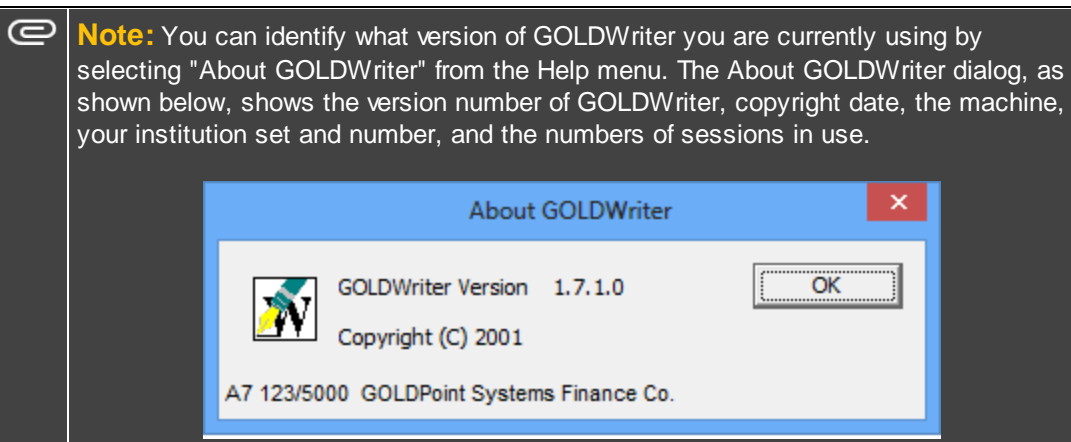 Note: You can identify what version of GOLDWriter you are currently using by
selecting "About GOLDWriter" from the Help menu. The About GOLDWriter dialog, as
shown below, shows the version number of GOLDWriter, copyright date, the machine,
your institution set and number, and the numbers of sessions in use.
About GOLDWriter
GOLDWriter Version 1.7.1.0 OK
Copyright (C) 2001
A7 123/5000 GOLDPoint Systems Finance Co.